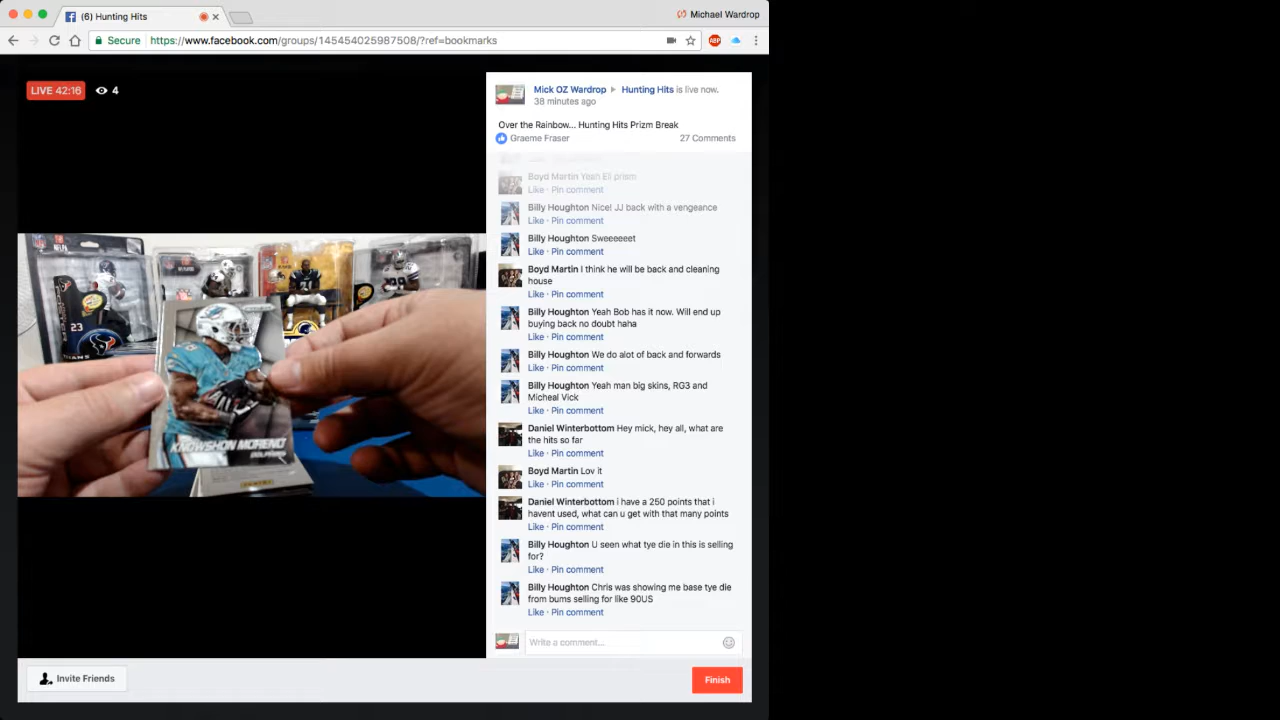 (6) Hunting Hits
Michael Wardrop
Secure https://www.facebook.com/groups/145454025987508/?ref=bookmarks
ABP
LIVE 42:16 4
Mick OZ Wardrop Hunting Hits is live now.
38 minutes ago
Over the Rainbow... Hunting Hits Prizm Break
Graeme Fraser 27 Comments
Boyd Martin Yeah Eli prism
Like · Pin comment
Billy Houghton Nice! JJ back with a vengeance
Like · Pin comment
Billy Houghton Sweeeeeet
Like · Pin comment
Boyd Martin I think he will be back and cleaning
house
Like · Pin comment
Billy Houghton Yeah Bob has it now. Will end up
buying back no doubt haha
Like · Pin comment
Billy Houghton We do alot of back and forwards
Like · Pin comment
Billy Houghton Yeah man big skins, RG3 and
Micheal Vick
Like · Pin comment
Daniel Winterbottom Hey mick, hey all, what are
the hits so far
Like · Pin comment
Boyd Martin Lov it
Like · Pin comment
Daniel Winterbottom i have a 250 points that i
havent used, what can u get with that many points
Like · Pin comment
Billy Houghton U seen what tye die in this is selling
for?
Like · Pin comment
Billy Houghton Chris was showing me base tye die
from bums selling for like 90US
Like · Pin comment
Write a comment...
23
KNOWSHON MORENO
DOLPHINS
Invite Friends
Finish